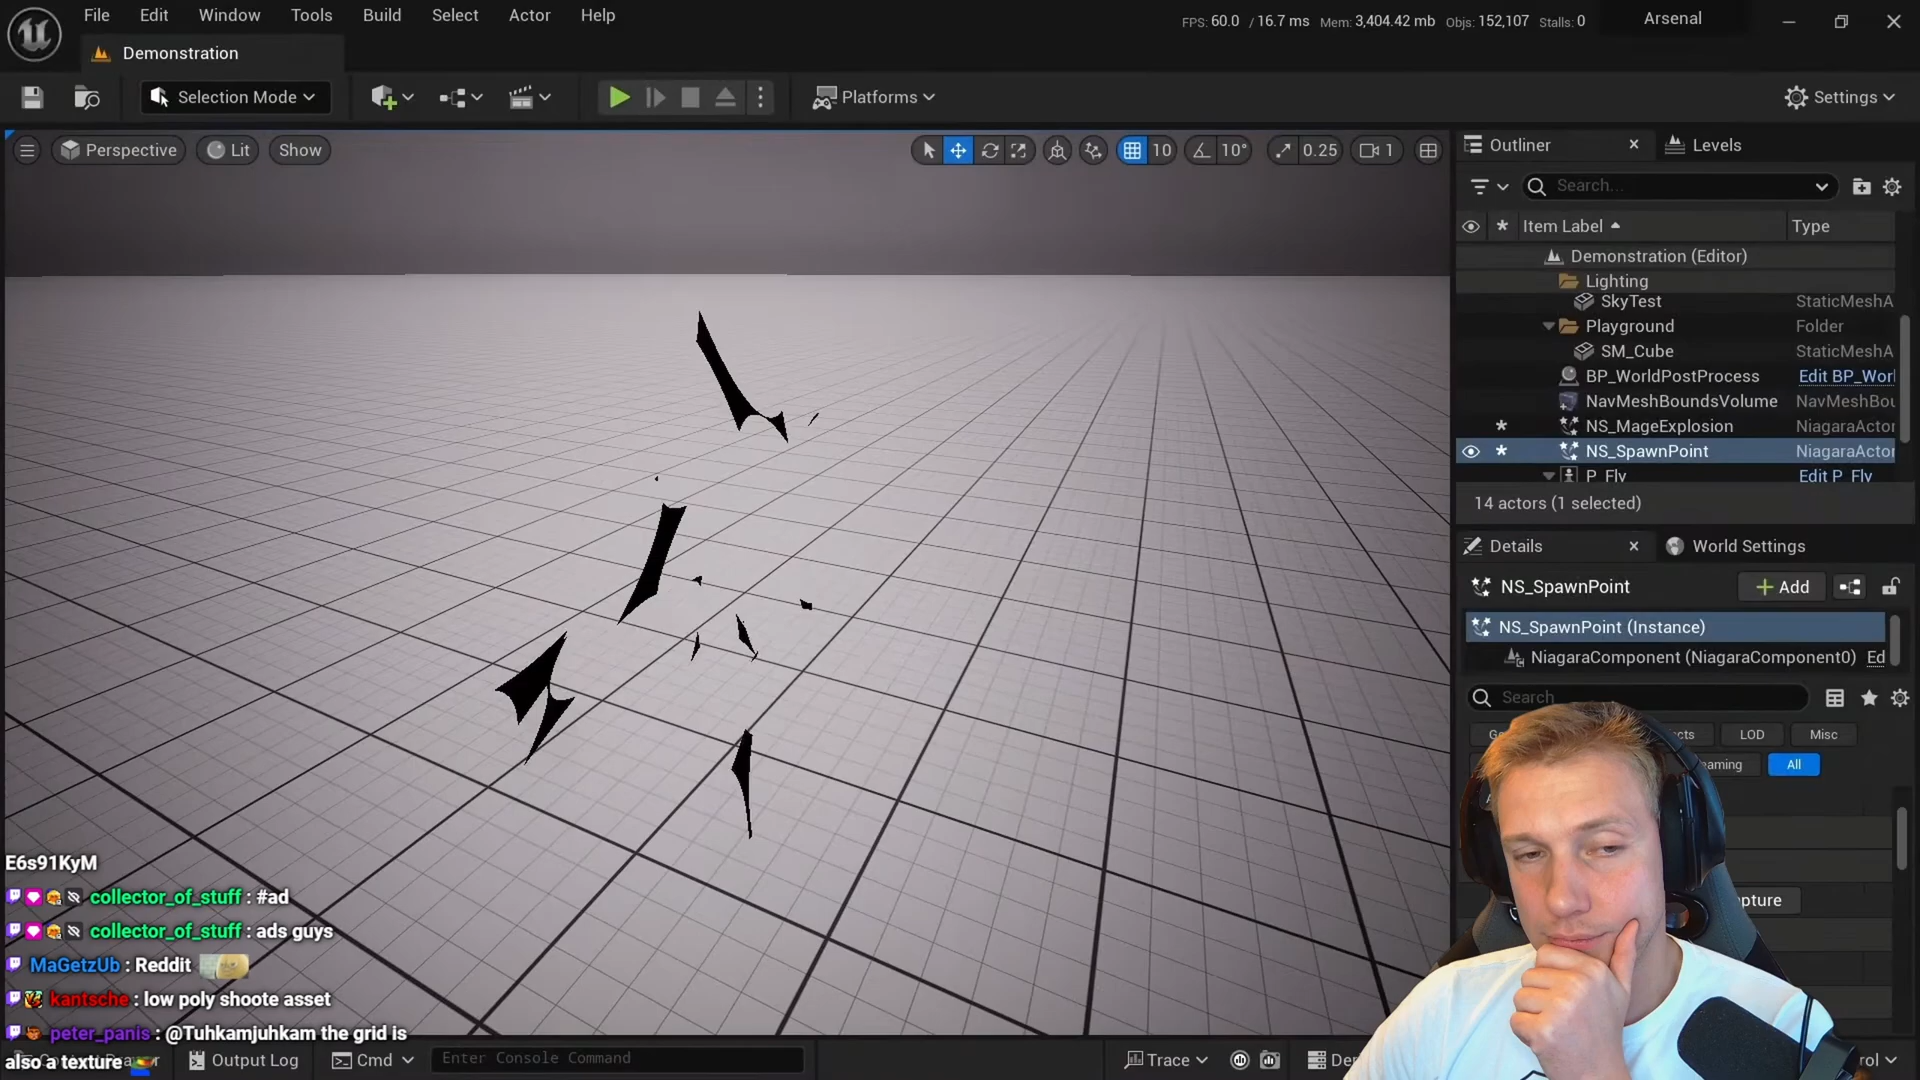 File Edit Window Tools Build Select Actor Help
FPS: 60.0 / 16.7 ms Mem: 3,404.42 mb Objs: 152,107 Stalls: 0
Arsenal
Demonstration
Selection Mode
Platforms
Settings
Perspective Lit Show
10 10° 0.25 1
Outliner
Levels
Search...
Item Label Type
Demonstration (Editor)
Lighting
SkyTest StaticMeshA
Playground Folder
SM_Cube StaticMeshA
BP_WorldPostProcess Edit BP_Worl
NavMeshBoundsVolume NavMeshBou
NS_MageExplosion NiagaraActor
NS_SpawnPoint NiagaraActor
P_Fly Edit P_Fly
14 actors (1 selected)
Details
World Settings
NS_SpawnPoint
Add
NS_SpawnPoint (Instance)
NiagaraComponent (NiagaraComponent0) Ed
Search
LOD Misc
All
E6s91KyM
collector_of_stuff : #ad
collector_of_stuff : ads guys
MaGetzUb : Reddit
kantsche : low poly shoote asset
peter_panis : @Tuhkamjuhkam the grid is
also a texture
Output Log
Cmd
Enter Console Command
Trace